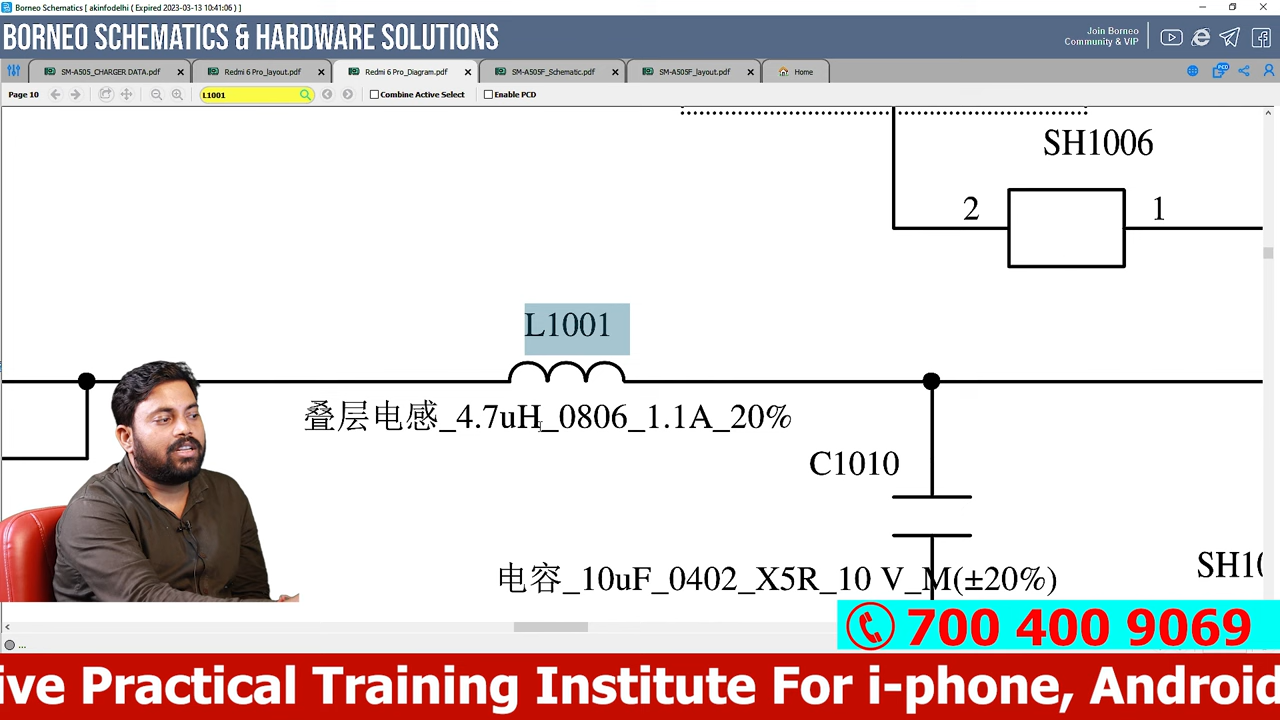 Borneo Schematics [ akinfodelhi ( Expired 2023-03-13 10:41:06 ) ]
BORNEO SCHEMATICS & HARDWARE SOLUTIONS
Join Borneo
Community & VIP
SM-A505_CHARGER DATA.pdf
Redmi 6 Pro_layout.pdf
Redmi 6 Pro_Diagram.pdf
SM-A505F_Schematic.pdf
SM-A505F_layout.pdf
Home
Page 10
L1001
Combine Active Select
Enable PCD
SH1006
2
1
L1001
叠层电感_4.7uH_0806_1.1A_20%
C1010
电容_10uF_0402_X5R_10 V_M(±20%)
SH10
...
700 400 9069
ive Practical Training Institute For i-phone, Android